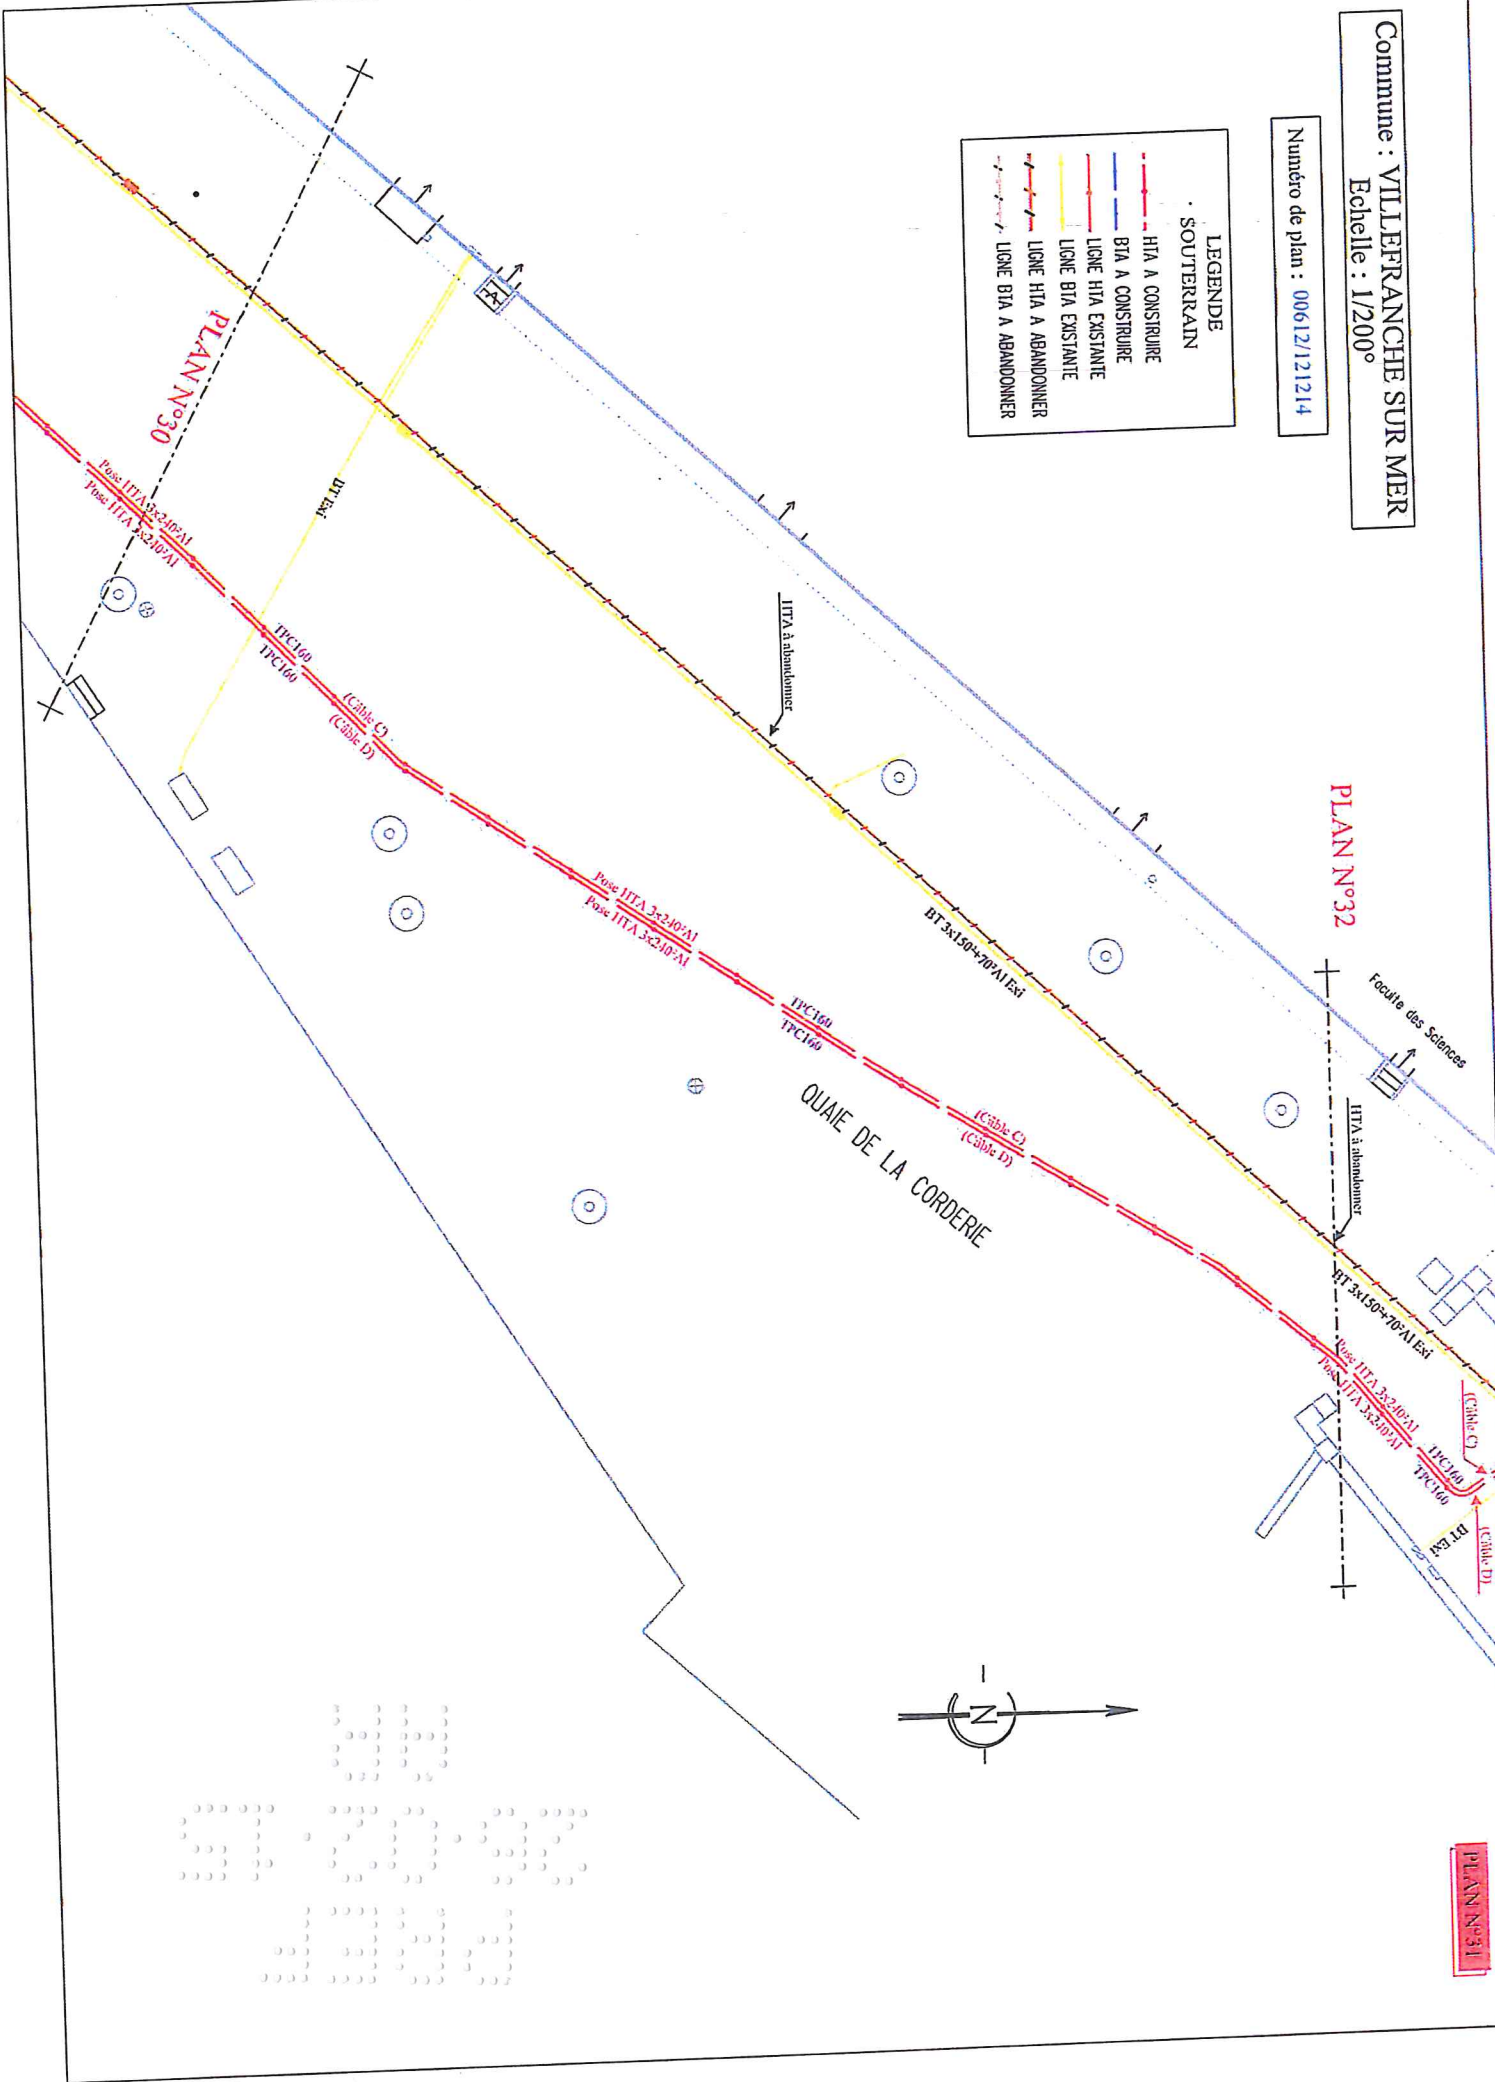 Commune : VILLEFRANCHE SUR MER
Echelle : 1/200°
Numéro de plan : 00612/121214
LEGENDE
SOUTERRAIN
HTA A CONSTRUIRE
BTA A CONSTRUIRE
LIGNE HTA EXISTANTE
LIGNE BTA EXISTANTE
LIGNE HTA A ABANDONNER
LIGNE BTA A ABANDONNER
PLAN N°31
PLAN N°32
Faculte des Sciences
HTA à abandonner
BT 3x150²+70²Al Exi
Pose HTA 3x240²Al
Pose HTA 3x240²Al
TPC160
TPC160
(Câble C)
(Câble D)
BT Exi
HTA à abandonner
BT 3x150²+70²Al Exi
QUAIE DE LA CORDERIE
(Câble C)
(Câble D)
TPC160
TPC160
Pose HTA 3x240²Al
Pose HTA 3x240²Al
(Câble C)
(Câble D)
TPC160
TPC160
BT Exi
Pose HTA 3x240²Al
Pose HTA 3x240²Al
PLAN N°30
N
A
PREF
26.02.15